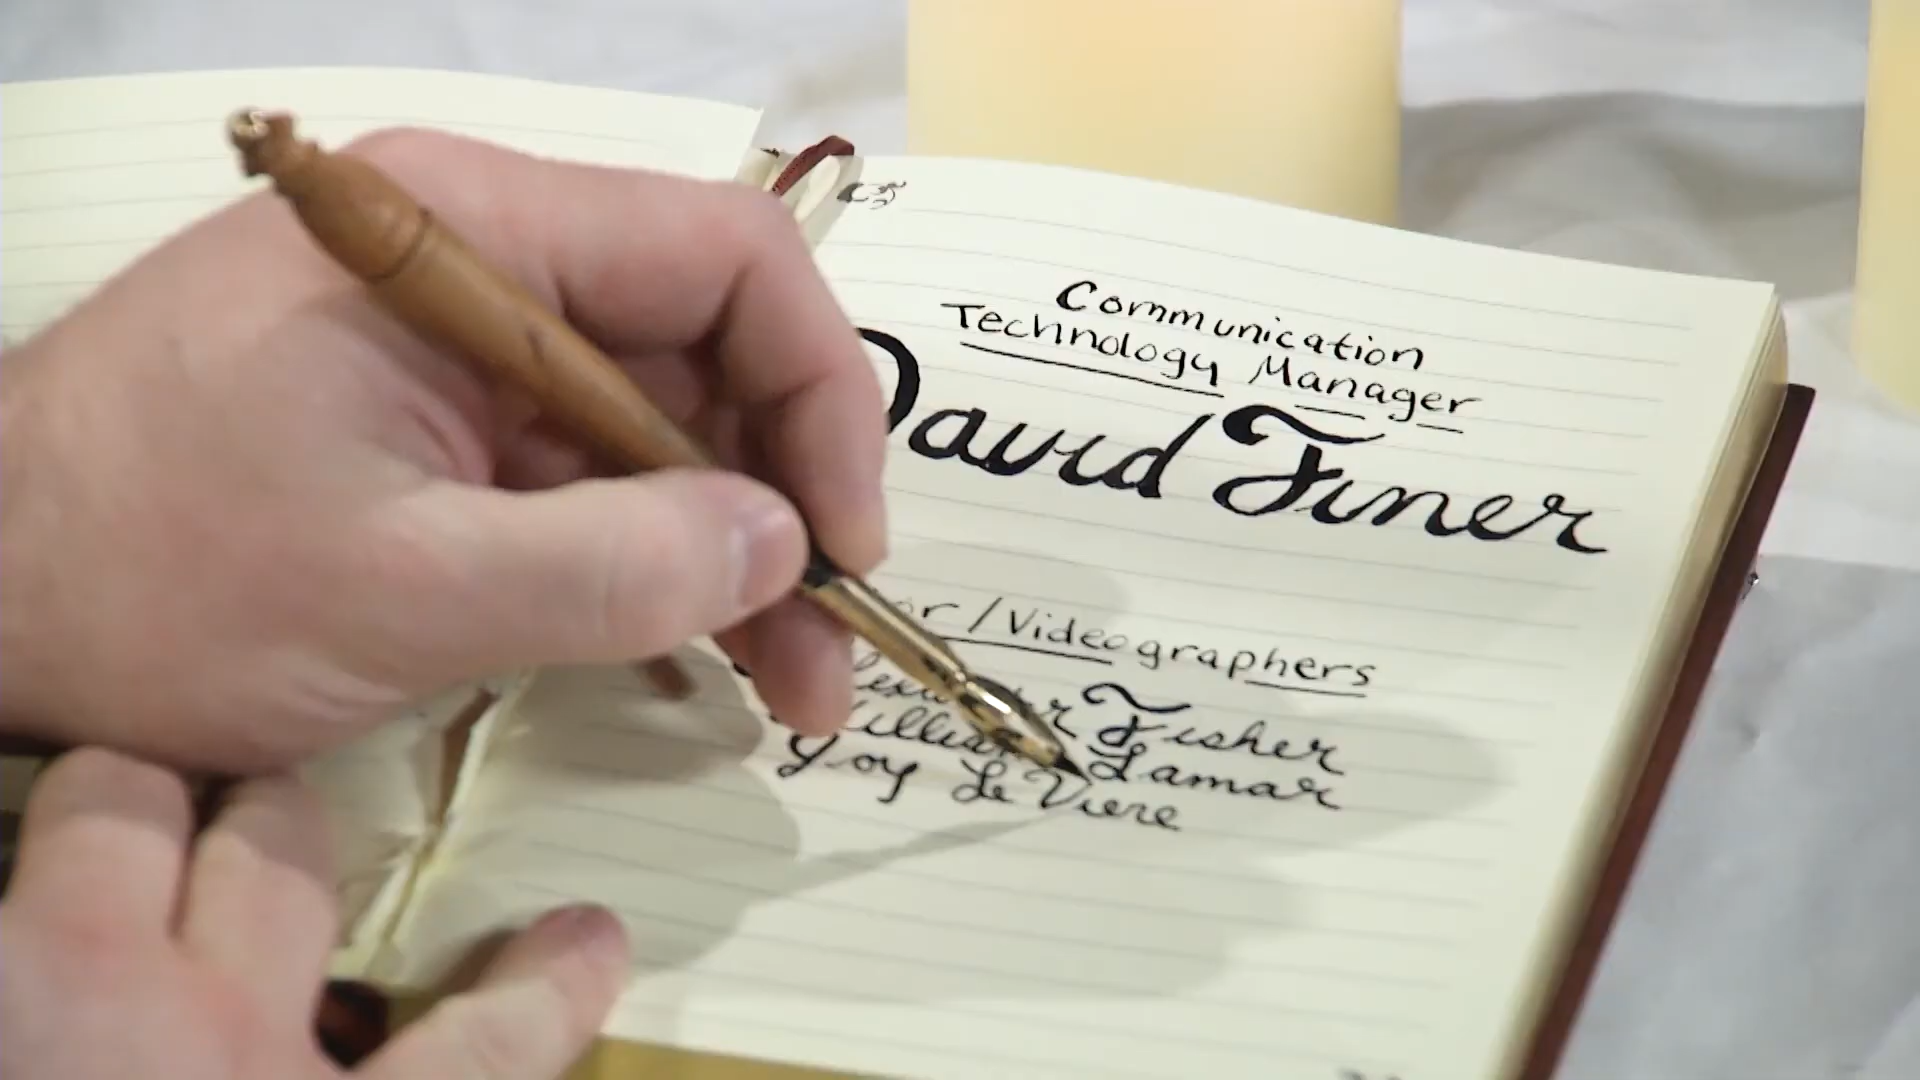 Communication
Technology Manager
David Finer
/Videographers
Fisher
Lamar
Joy Le Viere